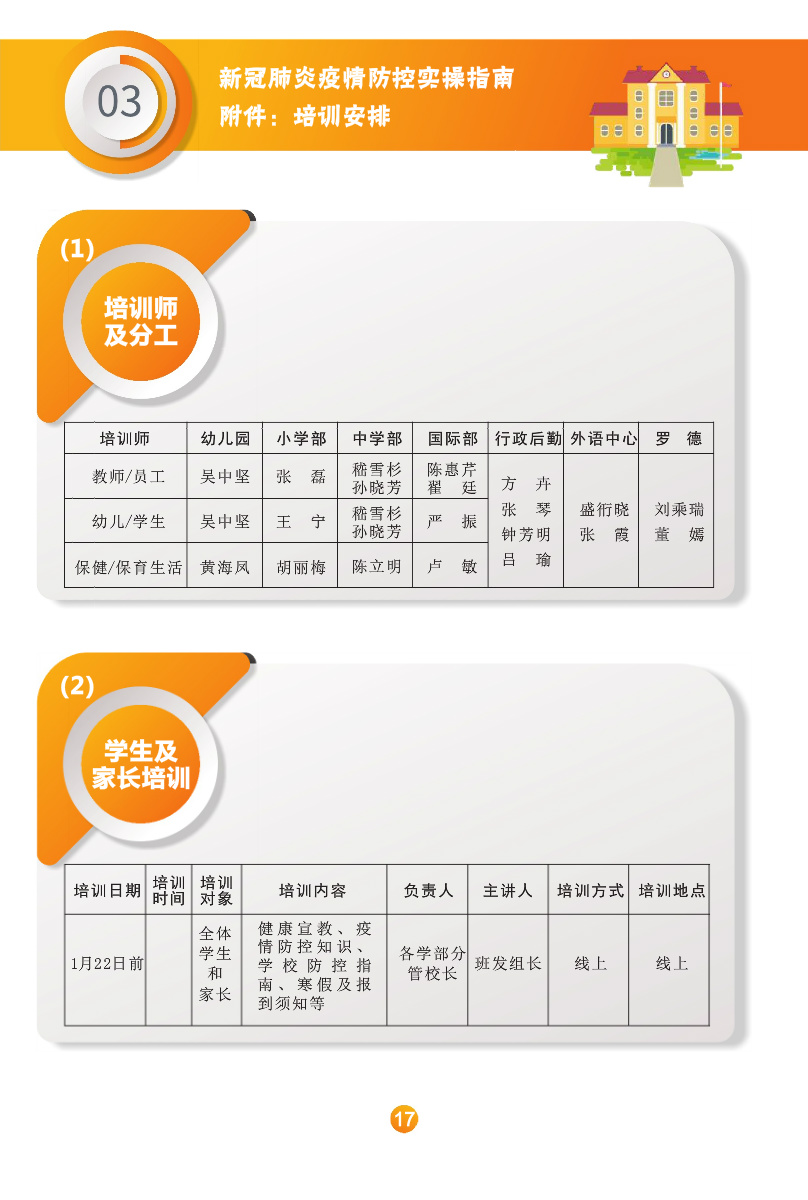 03
新冠肺炎疫情防控实操指南
附件：培训安排
(1)
培训师
及分工
培训师 幼儿园 小学部 中学部 国际部 行政后勤 外语中心 罗 德
教师/员工 吴中坚 张 磊 嵇雪杉 孙晓芳 陈惠芹 翟 廷
幼儿/学生 吴中坚 王 宁 嵇雪杉 孙晓芳 严 振
保健/保育生活 黄海凤 胡丽梅 陈立明 卢 敏
方 卉
张 琴
钟芳明
吕 瑜
盛衍晓
张 霞
刘乘瑞
董 嫣
(2)
学生及
家长培训
培训日期 培训时间 培训对象 培训内容 负责人 主讲人 培训方式 培训地点
1月22日前
全体
学生
和
家长
健康宣教、疫
情防控知识、
学校防控指
南、寒假及报
到须知等
各学部分
管校长
班发组长
线上
线上
17